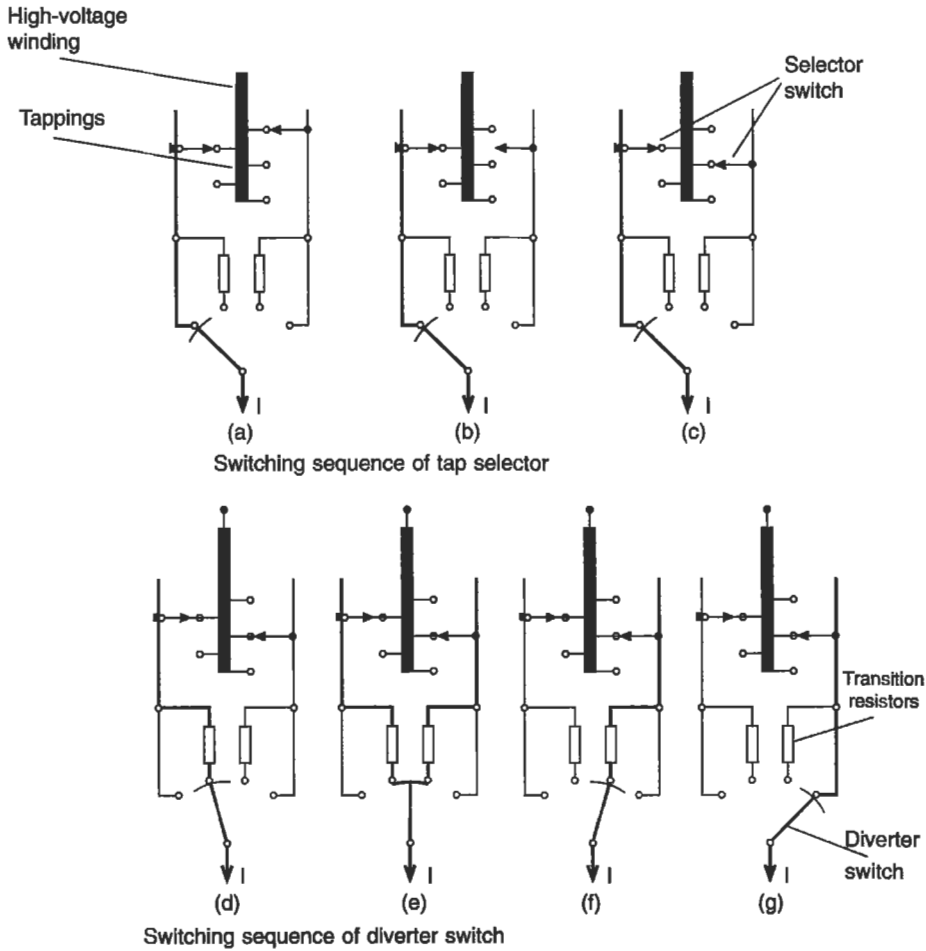 High-voltage
winding
Tappings
Selector
switch
I
I
I
(a)
(b)
(c)
Switching sequence of tap selector
Transition
resistors
Diverter
switch
I
I
I
I
(d)
(e)
(f)
(g)
Switching sequence of diverter switch